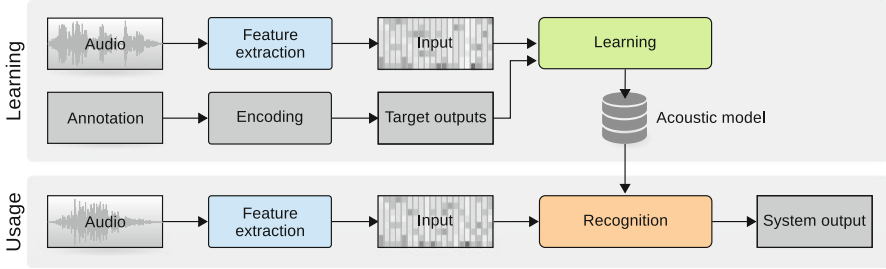 Learning
Audio
Feature
extraction
Input
Learning
Annotation
Encoding
Target outputs
Acoustic model
Usage
Audio
Feature
extraction
Input
Recognition
System output